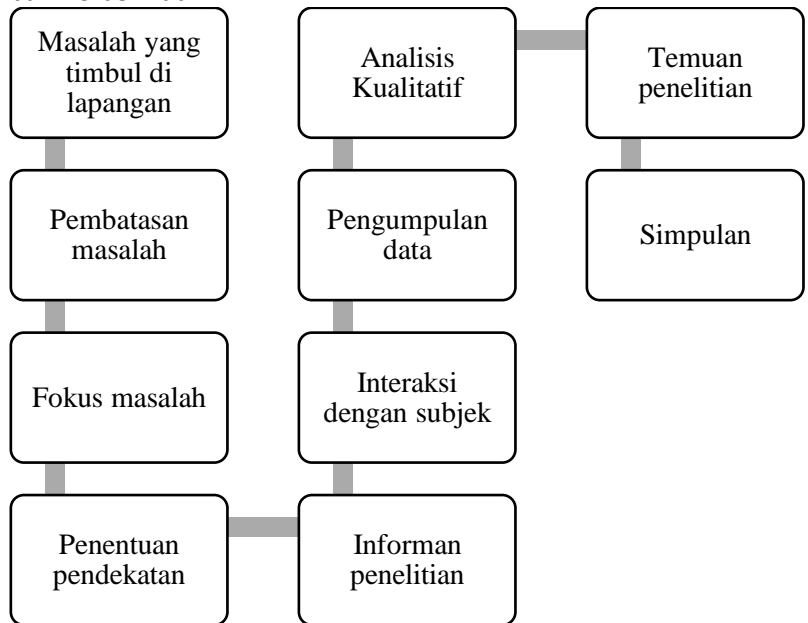 Masalah yang
timbul di
lapangan
Pembatasan
masalah
Fokus masalah
Penentuan
pendekatan
Informan
penelitian
Interaksi
dengan subjek
Pengumpulan
data
Analisis
Kualitatif
Temuan
penelitian
Simpulan